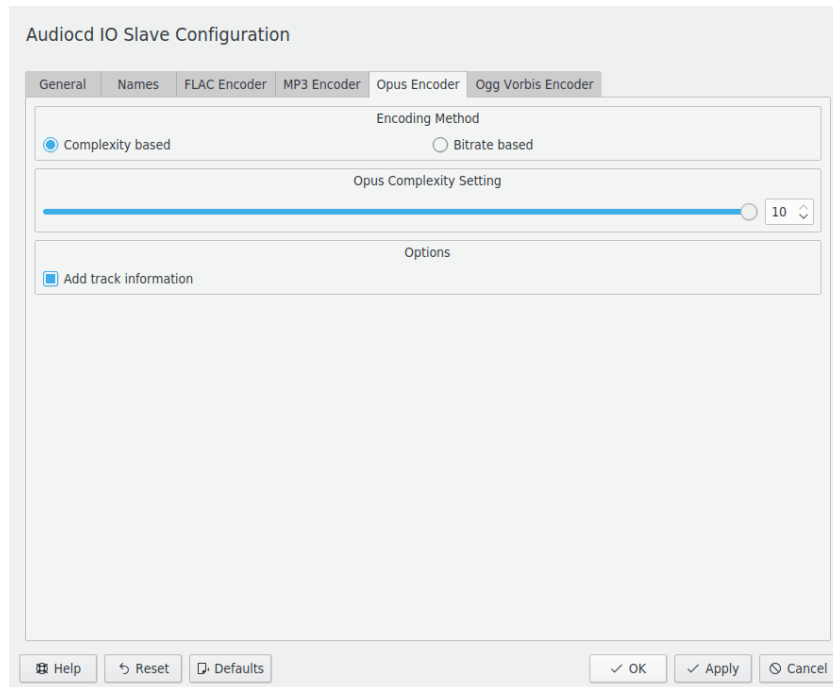 Audiocd IO Slave Configuration
General Names FLAC Encoder MP3 Encoder Opus Encoder Ogg Vorbis Encoder
Encoding Method
Complexity based Bitrate based
Opus Complexity Setting
10
Options
Add track information
Help Reset Defaults OK Apply Cancel